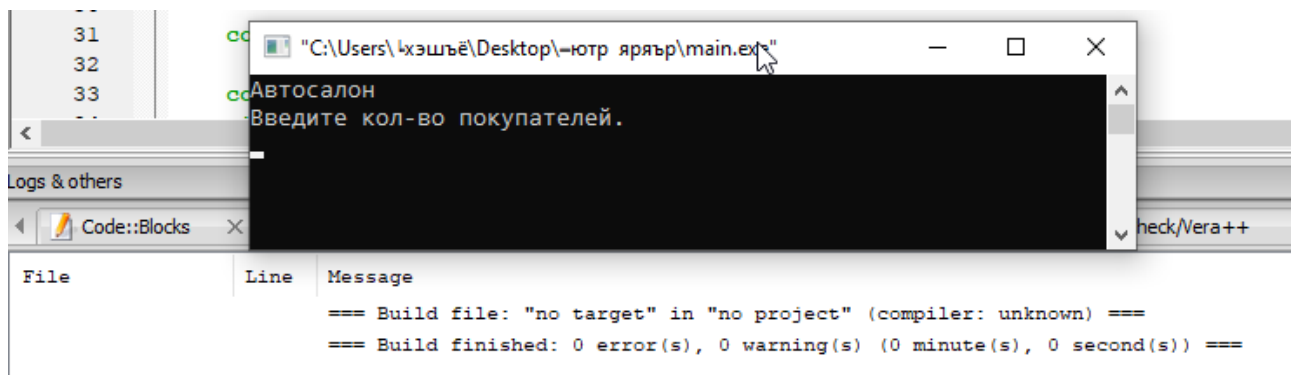 31 co
"C:\Users\╘хэшъё\Desktop\═ютр яряър\main.exe"
32
33 co
Автосалон
Введите кол-во покупателей.
Logs & others
Code::Blocks
heck/Vera++
File Line Message
=== Build file: "no target" in "no project" (compiler: unknown) ===
=== Build finished: 0 error(s), 0 warning(s) (0 minute(s), 0 second(s)) ===